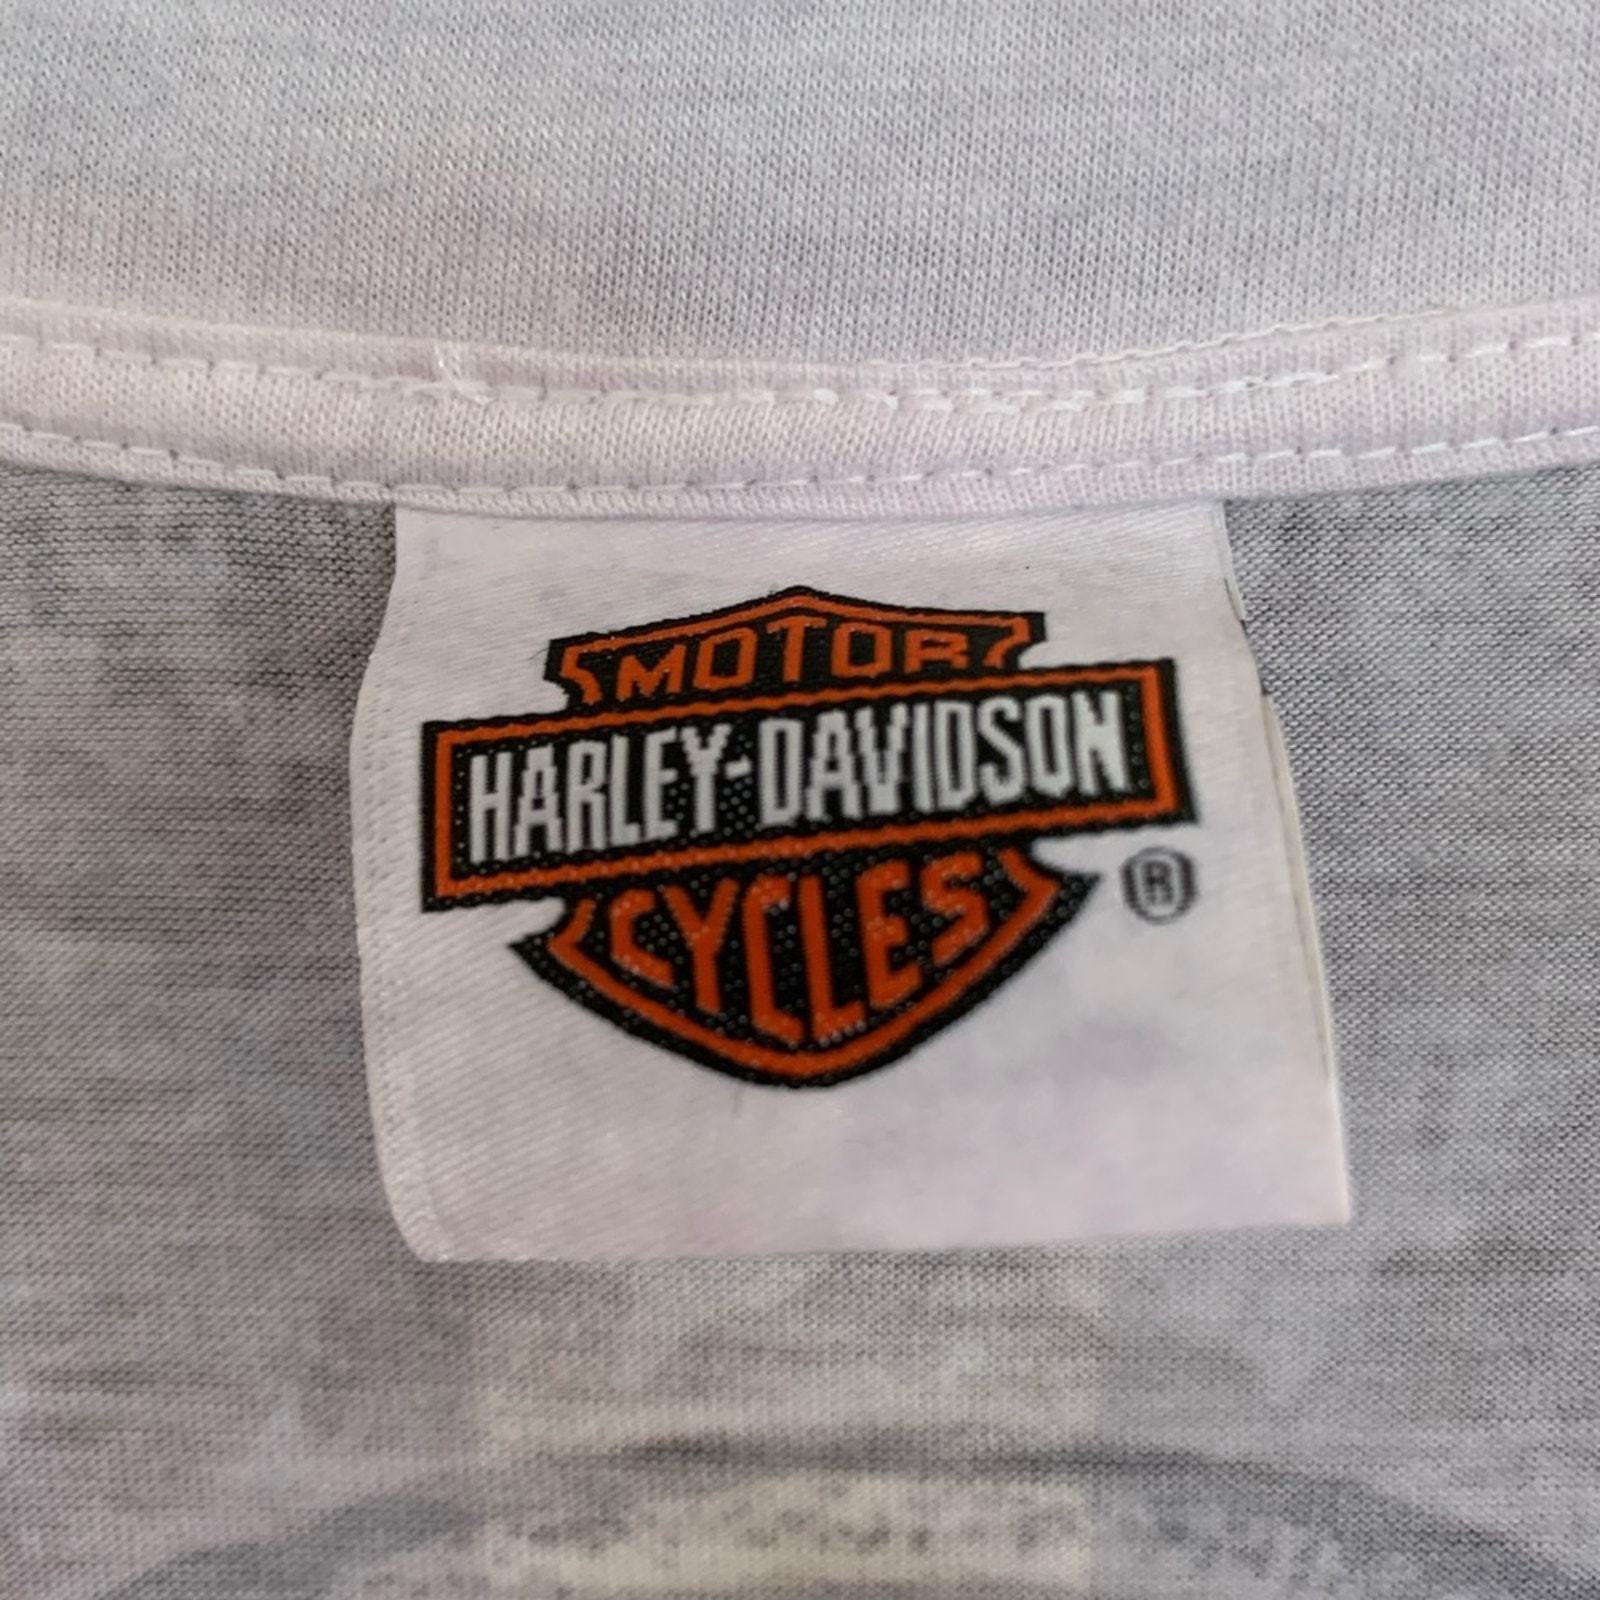 MOTOR
HARLEY-DAVIDSON
CYCLES
®